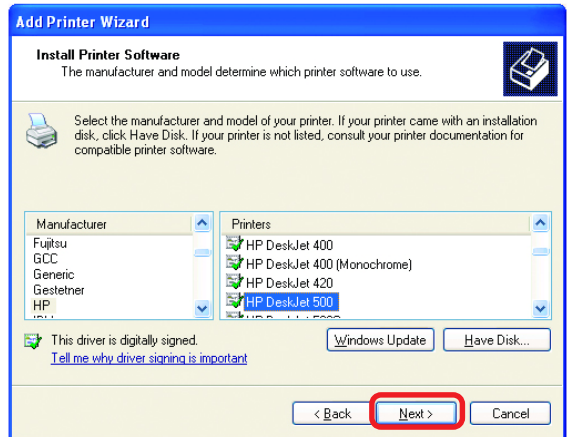 Add Printer Wizard
Install Printer Software
The manufacturer and model determine which printer software to use.
Select the manufacturer and model of your printer. If your printer came with an installation
disk, click Have Disk. If your printer is not listed, consult your printer documentation for
compatible printer software.
Manufacturer
Fujitsu
GCC
Generic
Gestetner
HP
Printers
HP DeskJet 400
HP DeskJet 400 (Monochrome)
HP DeskJet 420
HP DeskJet 500
This driver is digitally signed.
Tell me why driver signing is important
Windows Update
Have Disk...
< Back
Next >
Cancel